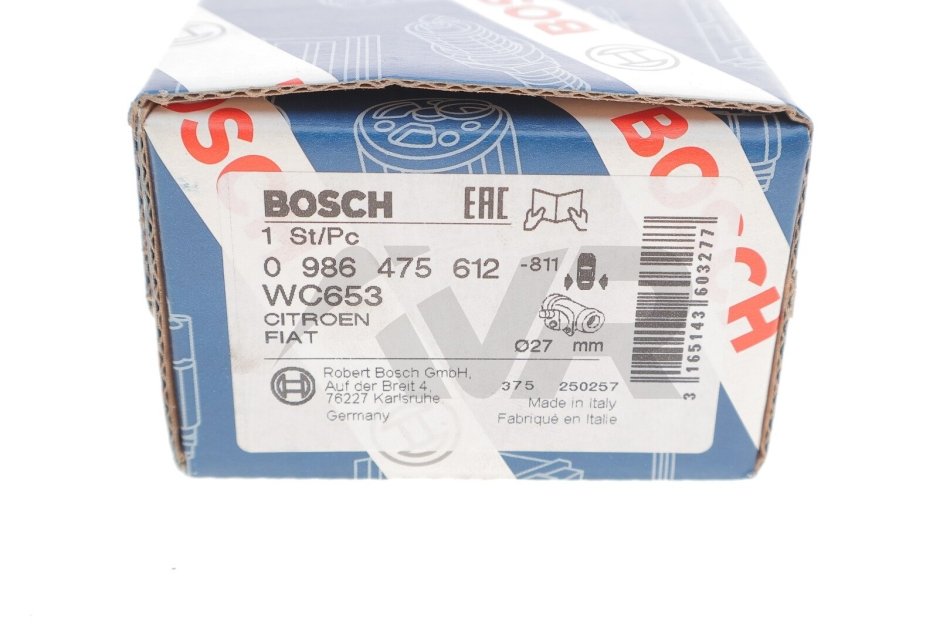 BOSCH
BOSCH
BOSCH EAC
1 St/Pc
0 986 475 612 -811
WC653
CITROEN
FIAT
Ø27 mm
Robert Bosch GmbH,
Auf der Breit 4,
76227 Karlsruhe,
Germany
375 250257
Made in Italy
Fabriqué en Italie
3 165143 603277